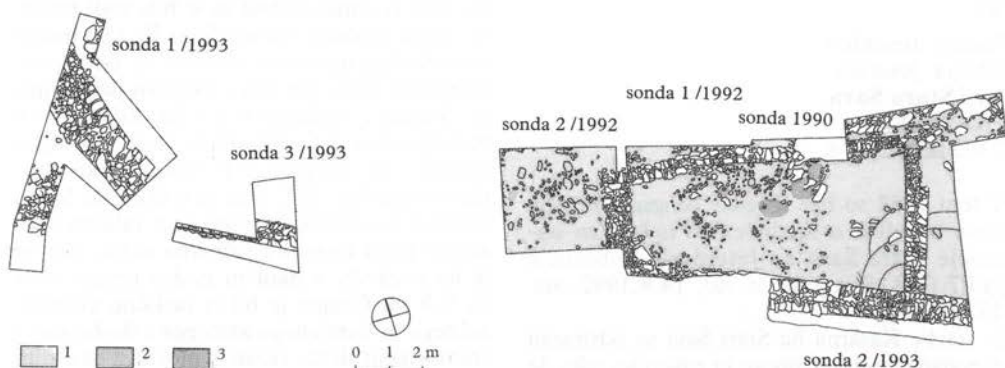 sonda 1 /1993
sonda 3 /1993
sonda 1 /1992
sonda 2 /1992
sonda 1990
sonda 2 /1993
1 2 3
0 1 2 m